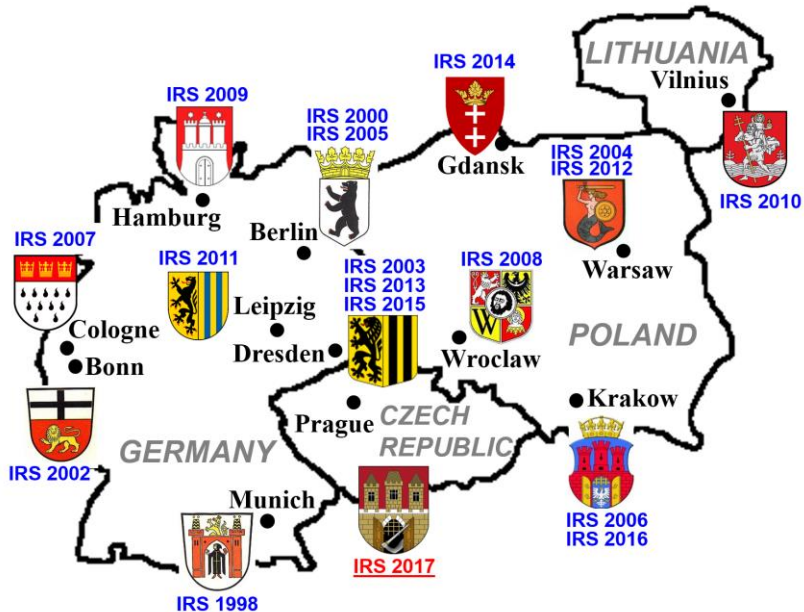 LITHUANIA
Vilnius
IRS 2014
IRS 2009
IRS 2000
IRS 2005
Gdansk
IRS 2004
IRS 2012
IRS 2010
Hamburg
Berlin
IRS 2007
IRS 2011
IRS 2003
IRS 2013
IRS 2015
IRS 2008
Warsaw
Leipzig
Cologne
Dresden
Bonn
W
Wroclaw
POLAND
Krakow
Prague
CZECH
REPUBLIC
GERMANY
IRS 2002
Munich
IRS 2017
IRS 2006
IRS 2016
IRS 1998